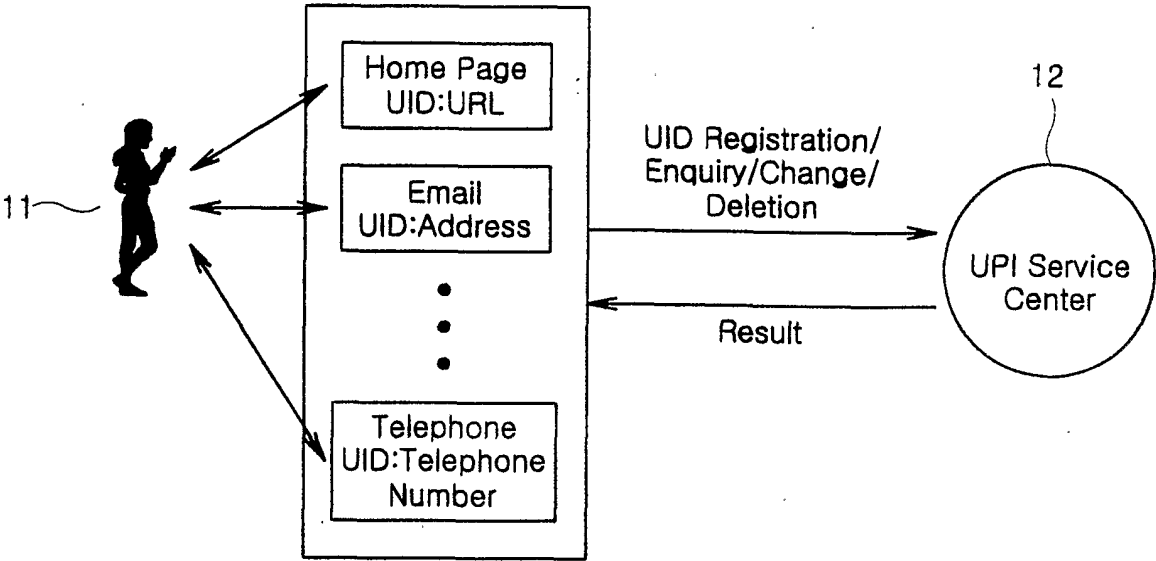 Home Page
UID:URL
12
UID Registration/
Enquiry/Change/
Deletion
11
Email
UID:Address
UPI Service
Center
Result
Telephone
UID:Telephone
Number